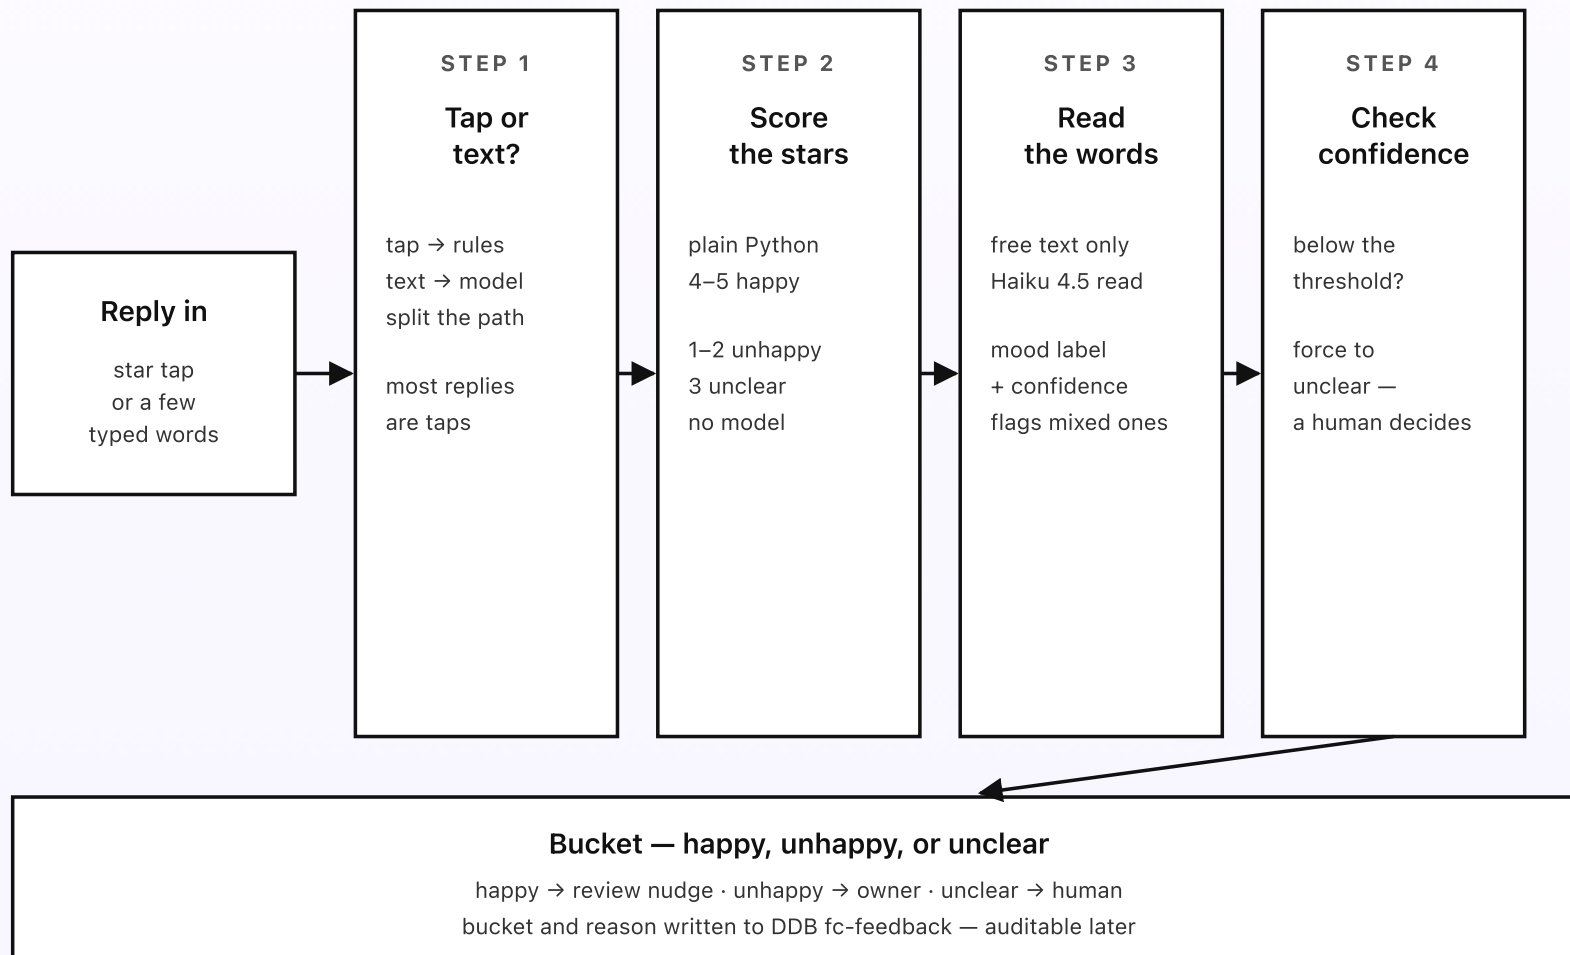 Reply in
star tap
or a few
typed words
STEP 1
Tap or
text?
tap → rules
text → model
split the path
most replies
are taps
STEP 2
Score
the stars
plain Python
4–5 happy
1–2 unhappy
3 unclear
no model
STEP 3
Read
the words
free text only
Haiku 4.5 read
mood label
+ confidence
flags mixed ones
STEP 4
Check
confidence
below the
threshold?
force to
unclear —
a human decides
Bucket — happy, unhappy, or unclear
happy → review nudge · unhappy → owner · unclear → human
bucket and reason written to DDB fc-feedback — auditable later